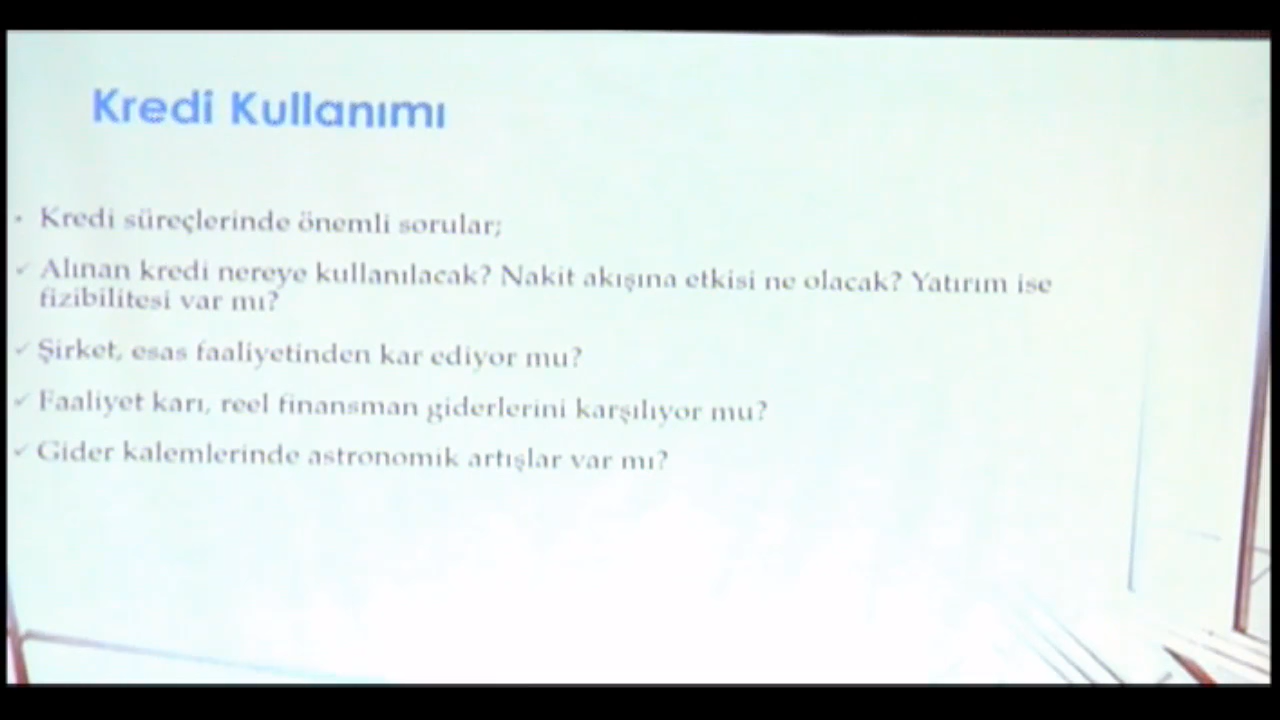 Kredi Kullanımı
• Kredi süreçlerinde önemli sorular;
✓ Alınan kredi nereye kullanılacak? Nakit akışına etkisi ne olacak? Yatırım ise
fizibilitesi var mı?
✓ Şirket, esas faaliyetinden kar ediyor mu?
✓ Faaliyet karı, reel finansman giderlerini karşılıyor mu?
✓ Gider kalemlerinde astronomik artışlar var mı?